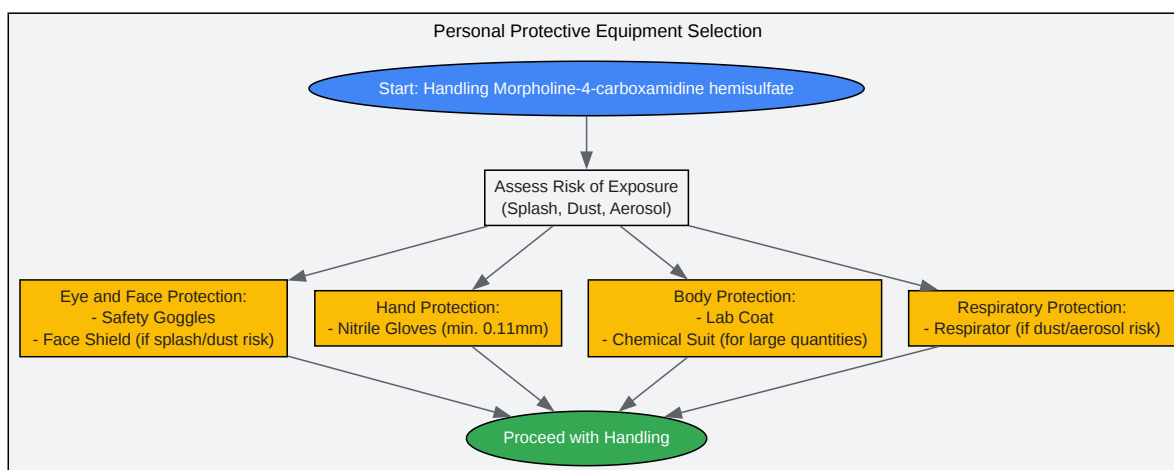 Personal Protective Equipment Selection
Start: Handling Morpholine-4-carboxamidine hemisulfate
Assess Risk of Exposure
(Splash, Dust, Aerosol)
Eye and Face Protection:
- Safety Goggles
- Face Shield (if splash/dust risk)
Hand Protection:
- Nitrile Gloves (min. 0.11mm)
Body Protection:
- Lab Coat
- Chemical Suit (for large quantities)
Respiratory Protection:
- Respirator (if dust/aerosol risk)
Proceed with Handling